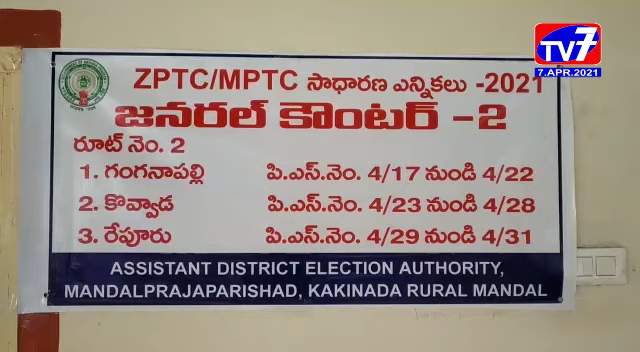 TV7
7.APR.2021
ZPTC/MPTC సాధారణ ఎన్నికలు -2021
జనరల్ కౌంటర్ -2
రూట్ నెం. 2
1. గంగనాపల్లి పి.ఎస్.నెం. 4/17 నుండి 4/22
2. కొవ్వాడ పి.ఎస్.నెం. 4/23 నుండి 4/28
3. రేపూరు పి.ఎస్.నెం. 4/29 నుండి 4/31
ASSISTANT DISTRICT ELECTION AUTHORITY,
MANDALPRAJAPARISHAD, KAKINADA RURAL MANDAL